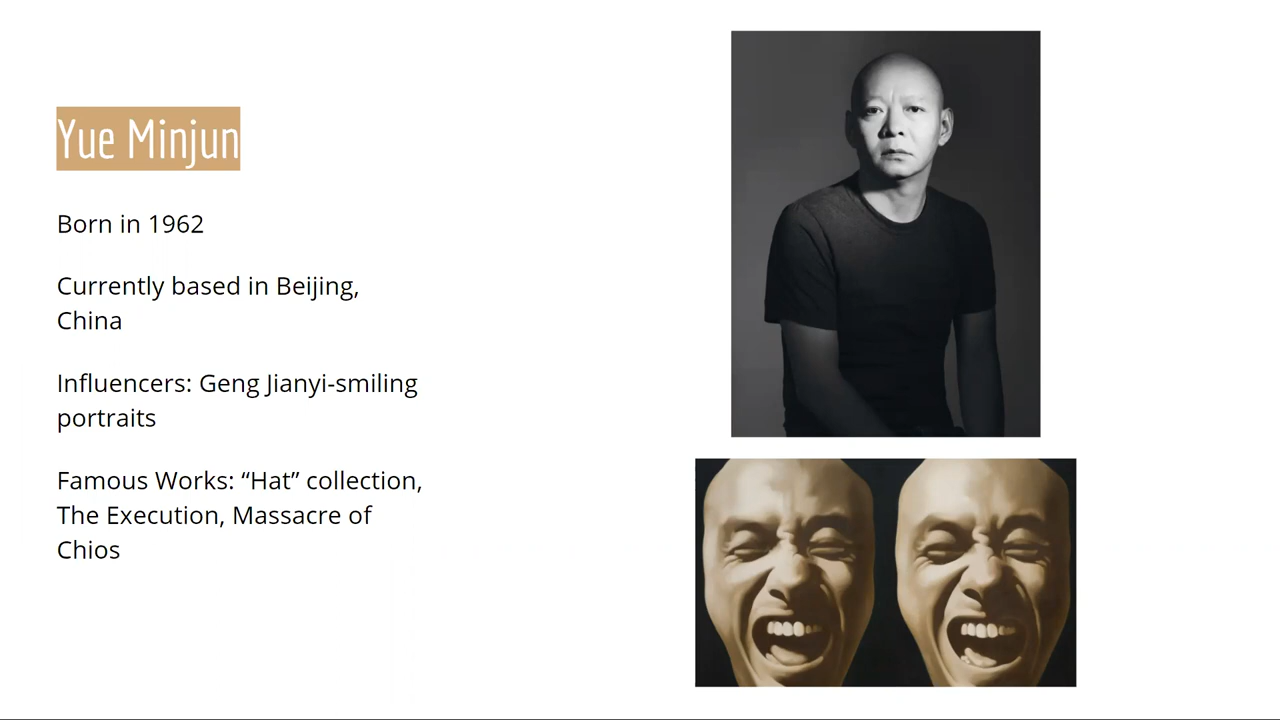 Yue Minjun
Born in 1962
Currently based in Beijing,
China
Influencers: Geng Jianyi-smiling
portraits
Famous Works: “Hat” collection,
The Execution, Massacre of
Chios